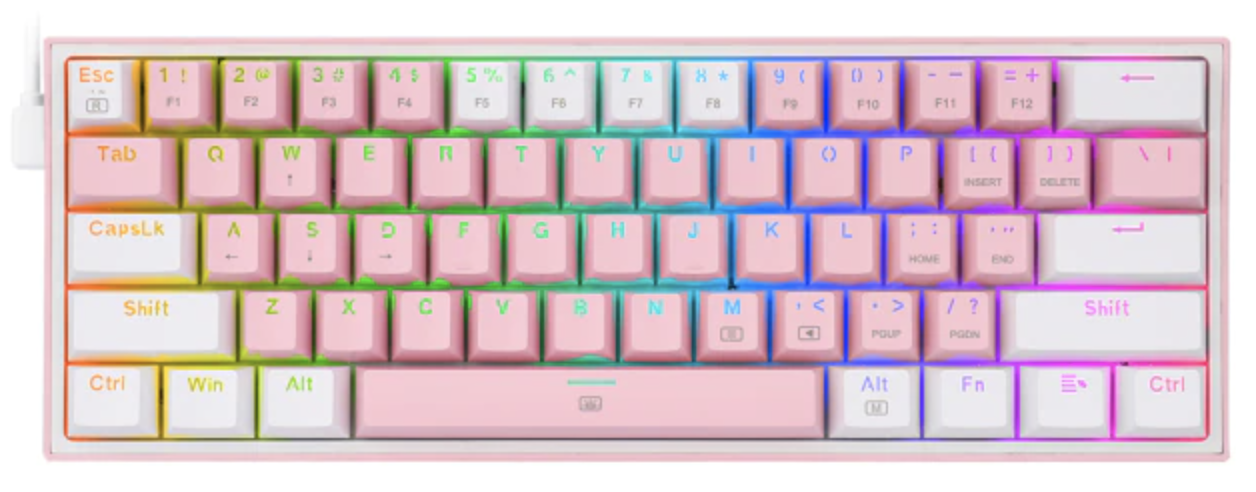 Esc 1 ! 2 @ 3 # 4 $ 5 % 6 ^ 7 & 8 * 9 ( 0 ) - _ = + ←
R F1 F2 F3 F4 F5 F6 F7 F8 F9 F10 F11 F12
Tab Q W E R T Y U I O P [ { ] } \ |
↑ INSERT DELETE
CapsLk A S D F G H J K L ; : ' "
← ↓ → HOME END
Shift Z X C V B N M , < . > / ? Shift
PGUP PGDN
Ctrl Win Alt Alt Fn Ctrl
M